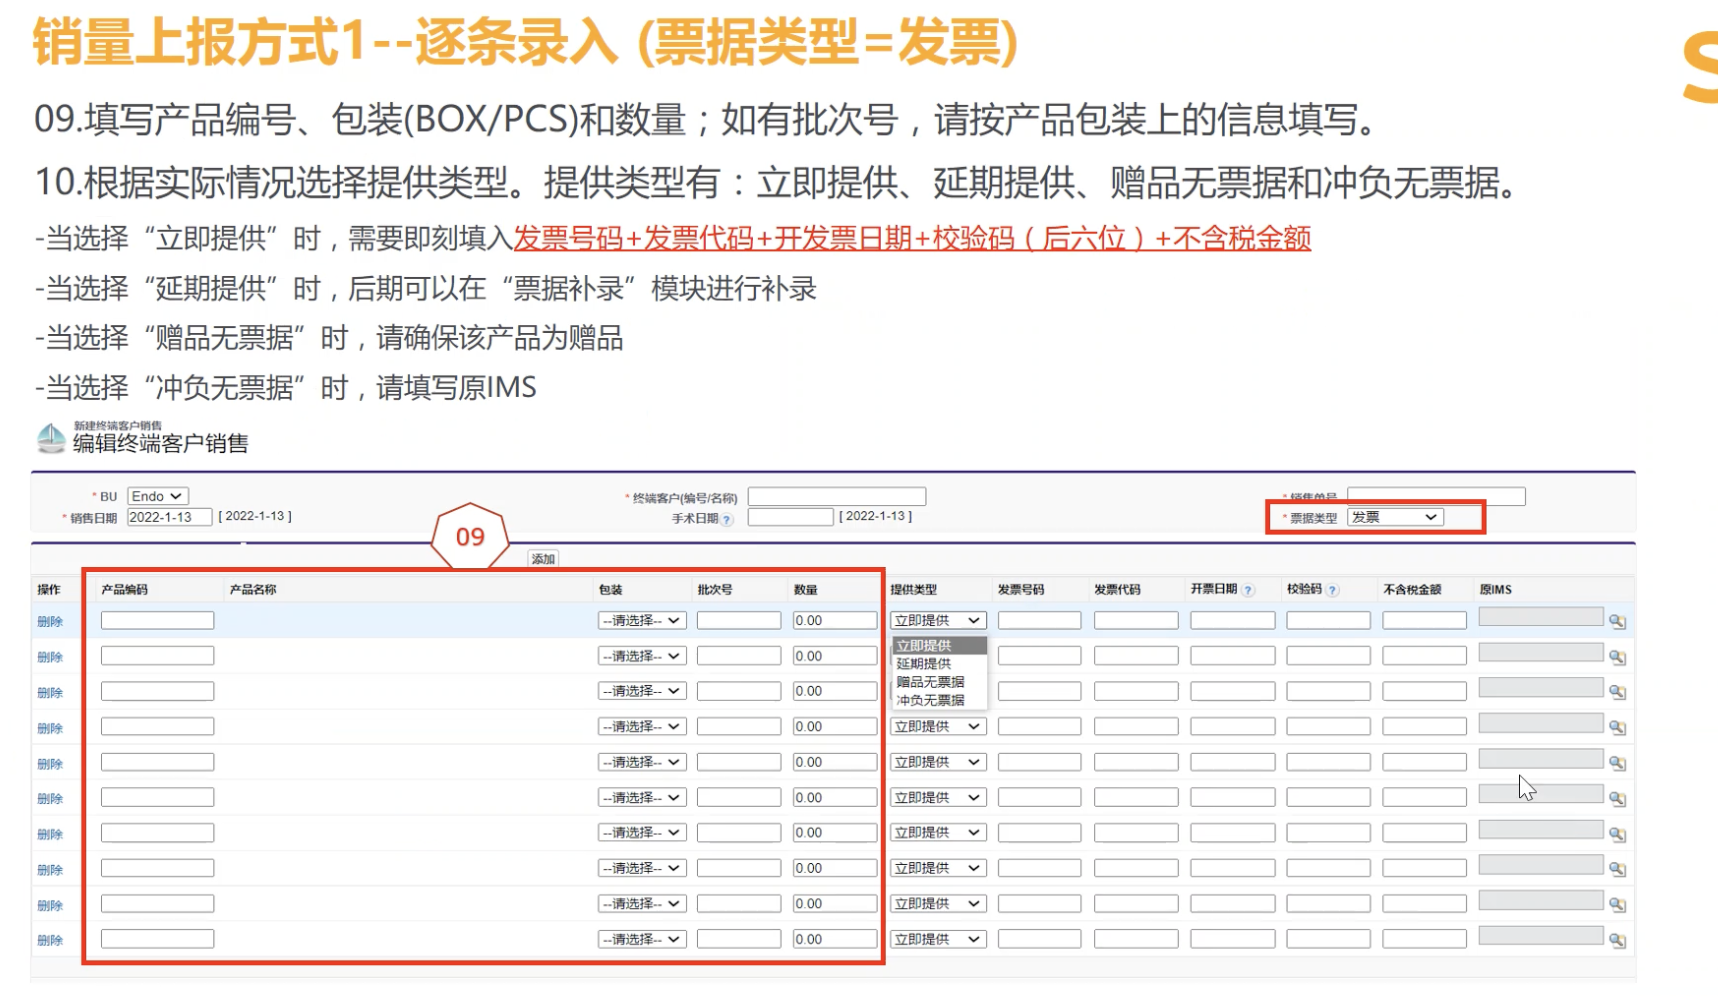 销量上报方式1--逐条录入 (票据类型=发票)
S
09.填写产品编号、包装(BOX/PCS)和数量；如有批次号，请按产品包装上的信息填写。
10.根据实际情况选择提供类型。提供类型有：立即提供、延期提供、赠品无票据和冲负无票据。
-当选择“立即提供”时，需要即刻填入发票号码+发票代码+开发票日期+校验码（后六位）+不含税金额
-当选择“延期提供”时，后期可以在“票据补录”模块进行补录
-当选择“赠品无票据”时，请确保该产品为赠品
-当选择“冲负无票据”时，请填写原IMS
新建终端客户销售
编辑终端客户销售
* BU Endo * 终端客户(编号/名称) * 销售单号
* 销售日期 2022-1-13 [ 2022-1-13 ] 手术日期 ? [ 2022-1-13 ] * 票据类型 发票
09
添加
操作 产品编码 产品名称 包装 批次号 数量 提供类型 发票号码 发票代码 开票日期 ? 校验码 ? 不含税金额 原IMS
删除 --请选择-- 0.00 立即提供
立即提供
删除 --请选择-- 0.00 延期提供
赠品无票据
删除 --请选择-- 0.00 冲负无票据
删除 --请选择-- 0.00 立即提供
删除 --请选择-- 0.00 立即提供
删除 --请选择-- 0.00 立即提供
删除 --请选择-- 0.00 立即提供
删除 --请选择-- 0.00 立即提供
删除 --请选择-- 0.00 立即提供
删除 --请选择-- 0.00 立即提供